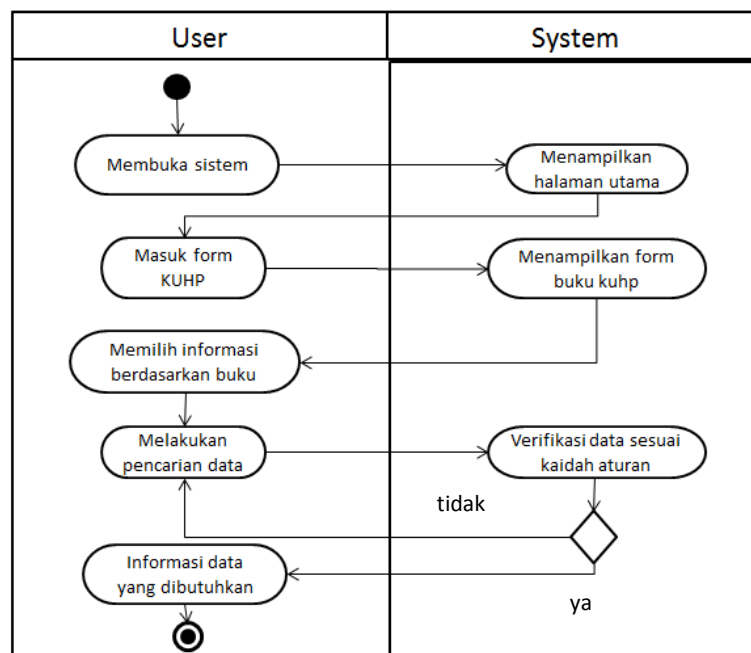 User
System
Membuka sistem
Menampilkan
halaman utama
Masuk form
KUHP
Menampilkan form
buku kuhp
Memilih informasi
berdasarkan buku
Melakukan
pencarian data
Verifikasi data sesuai
kaidah aturan
tidak
Informasi data
yang dibutuhkan
ya